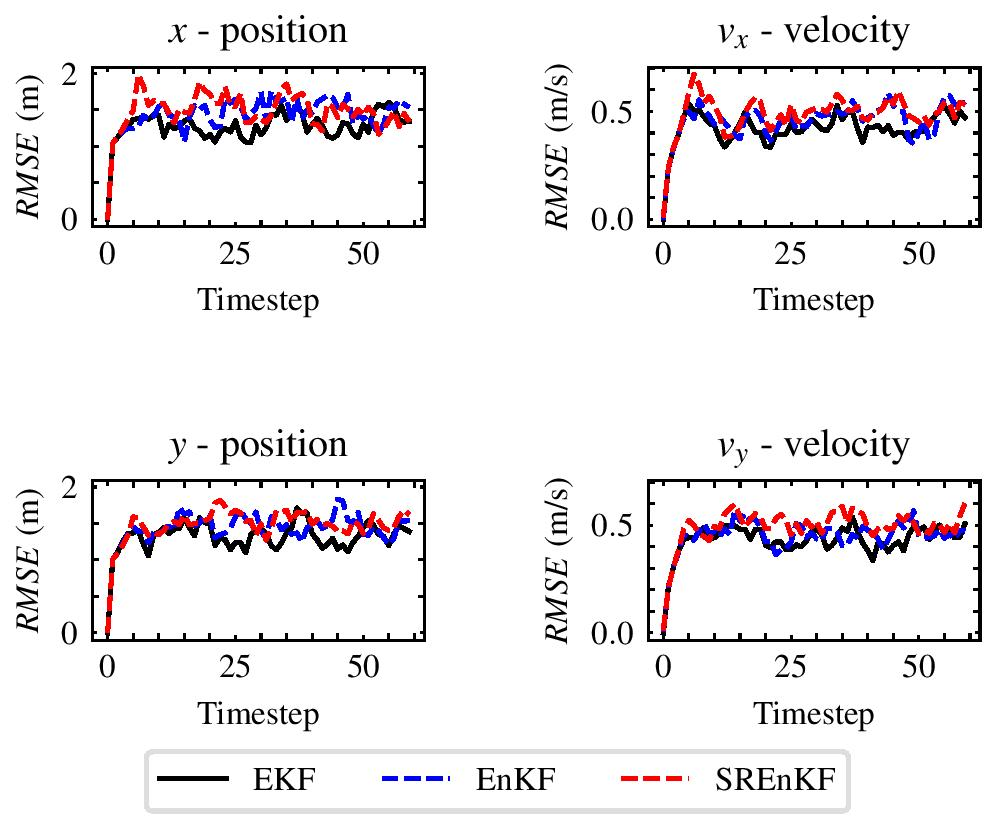 x - position
2
0
RMSE (m)
0 25 50
Timestep
vₓ - velocity
0.5
0.0
RMSE (m/s)
0 25 50
Timestep
y - position
2
0
RMSE (m)
0 25 50
Timestep
v_y - velocity
0.5
0.0
RMSE (m/s)
0 25 50
Timestep
EKF EnKF SREnKF